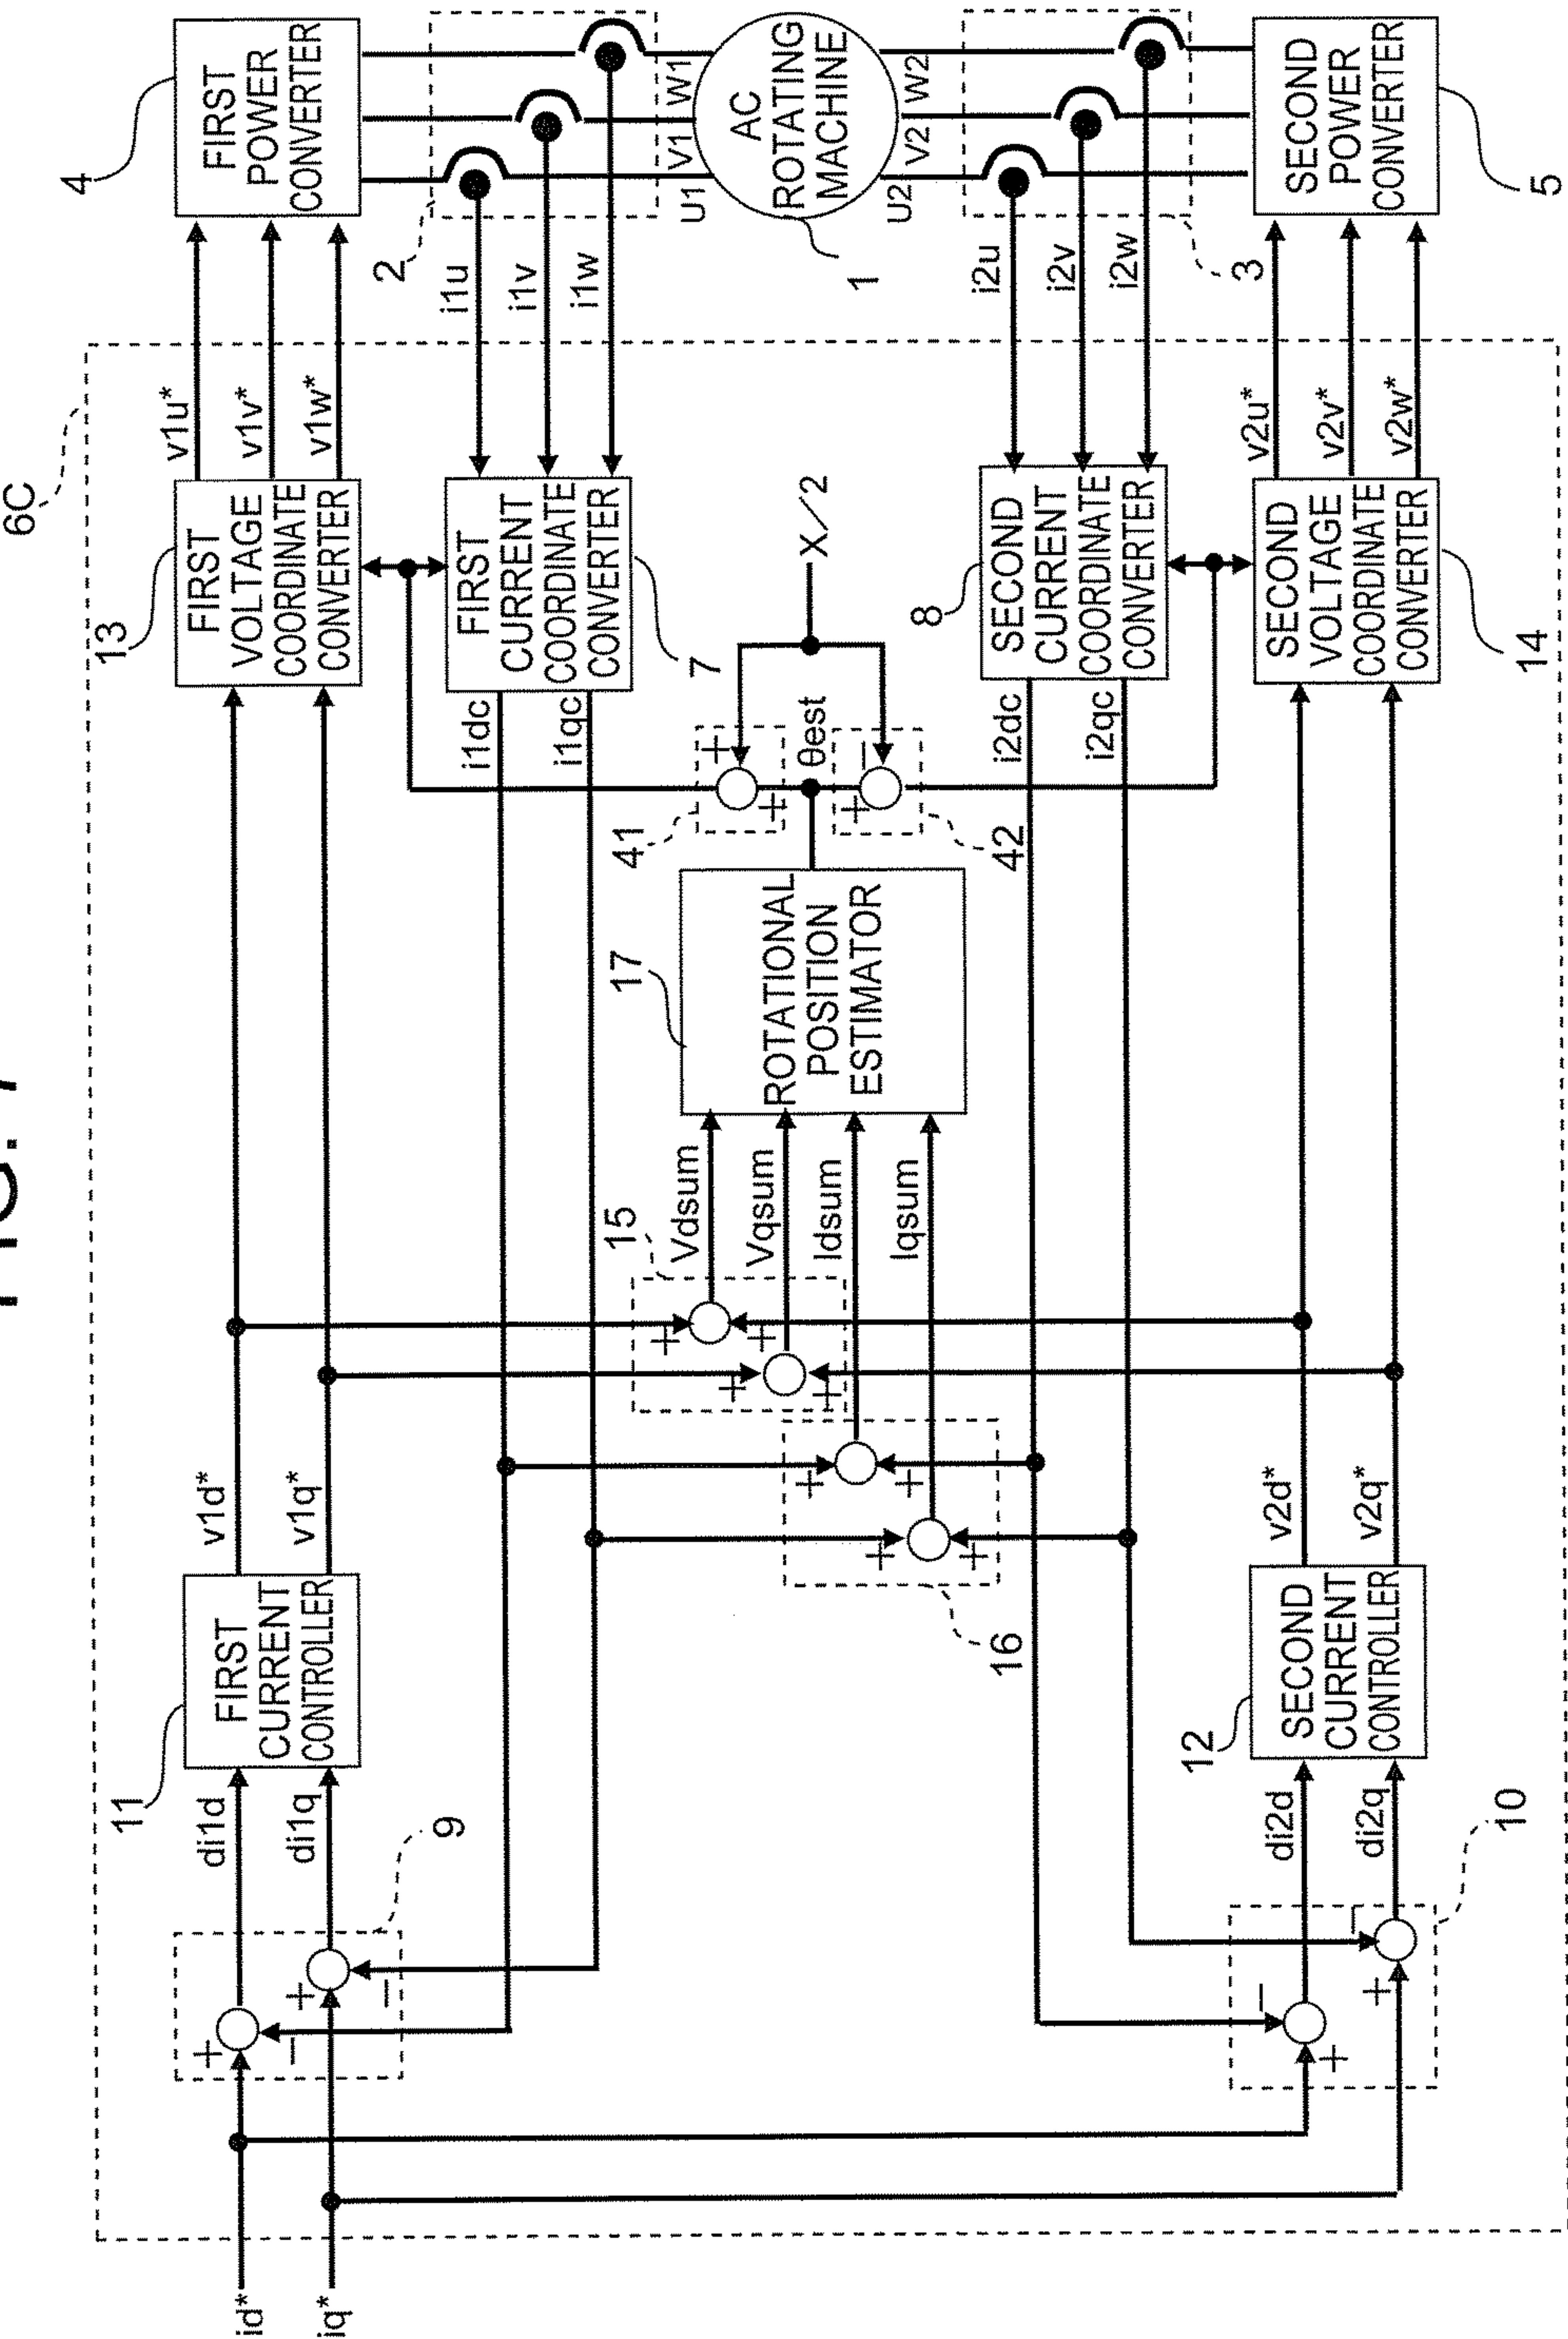 6C
id*
iq*
9
di1d
di1q
11
FIRST
CURRENT
CONTROLLER
v1d*
v1q*
13
FIRST
VOLTAGE
COORDINATE
CONVERTER
v1u*
v1v*
v1w*
4
FIRST
POWER
CONVERTER
2
i1u
i1v
i1w
U1
V1
W1
7
FIRST
CURRENT
COORDINATE
CONVERTER
i1dc
i1qc
15
16
Vdsum
Vqsum
Idsum
Iqsum
17
ROTATIONAL
POSITION
ESTIMATOR
41
42
θest
X/2
1
AC
ROTATING
MACHINE
U2
V2
W2
3
i2u
i2v
i2w
8
SECOND
CURRENT
COORDINATE
CONVERTER
i2dc
i2qc
10
di2d
di2q
12
SECOND
CURRENT
CONTROLLER
v2d*
v2q*
14
SECOND
VOLTAGE
COORDINATE
CONVERTER
v2u*
v2v*
v2w*
5
SECOND
POWER
CONVERTER